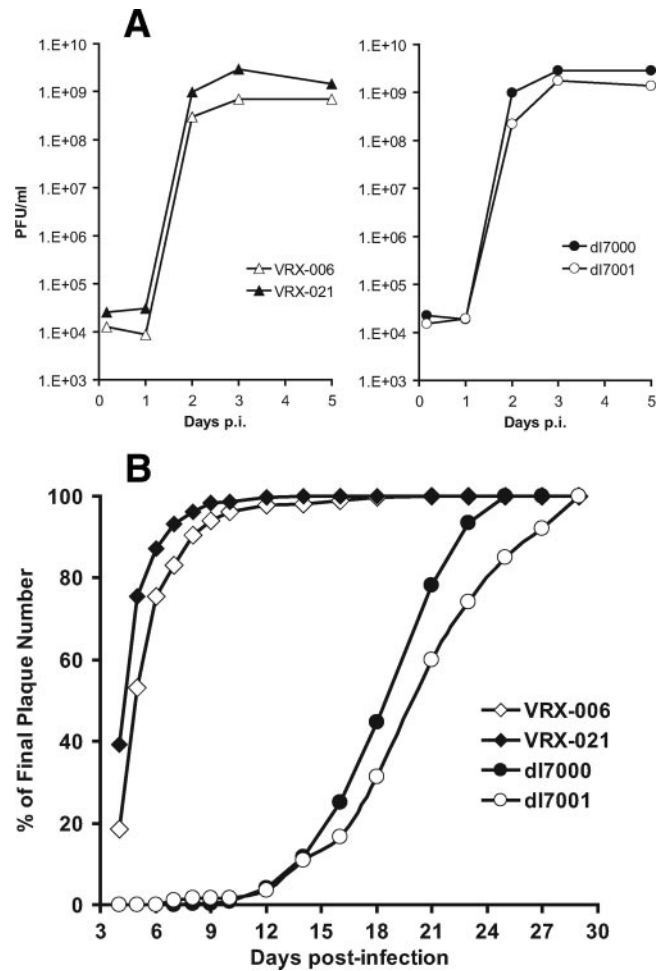 A
PFU/ml
1.E+10
1.E+09
1.E+08
1.E+07
1.E+06
1.E+05
1.E+04
1.E+03
0 1 2 3 4 5
Days p.i.
VRX-006
VRX-021
1.E+10
1.E+09
1.E+08
1.E+07
1.E+06
1.E+05
1.E+04
1.E+03
0 1 2 3 4 5
Days p.i.
dl7000
dl7001
B
% of Final Plaque Number
100
80
60
40
20
0
3 6 9 12 15 18 21 24 27 30
Days post-infection
VRX-006
VRX-021
dl7000
dl7001